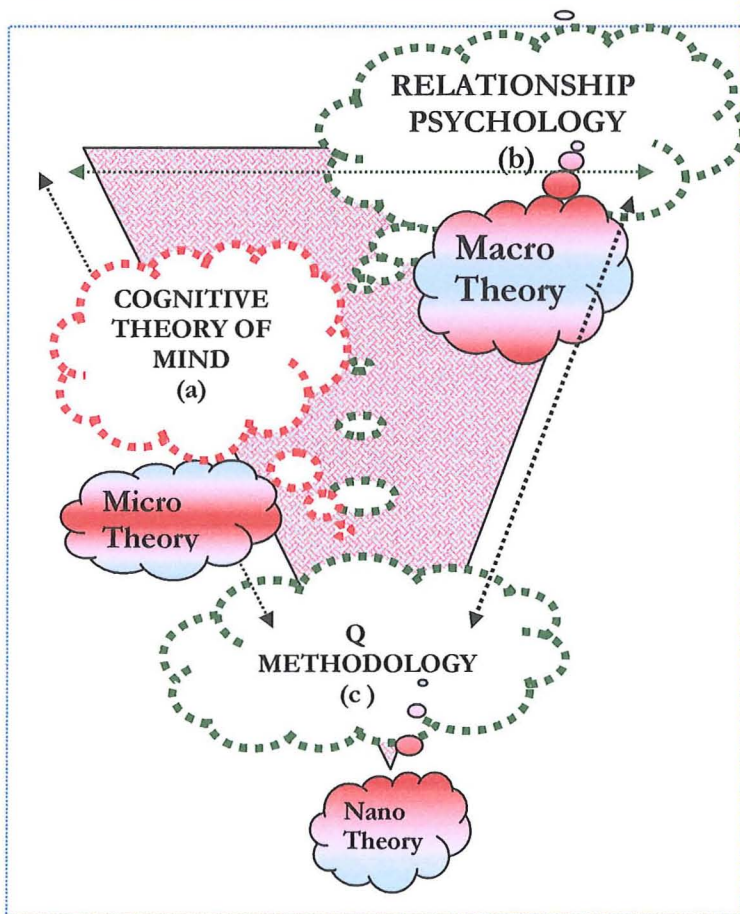 RELATIONSHIP
PSYCHOLOGY
(b)
Macro
Theory
COGNITIVE
THEORY OF
MIND
(a)
Micro
Theory
Q
METHODOLOGY
(c )
Nano
Theory